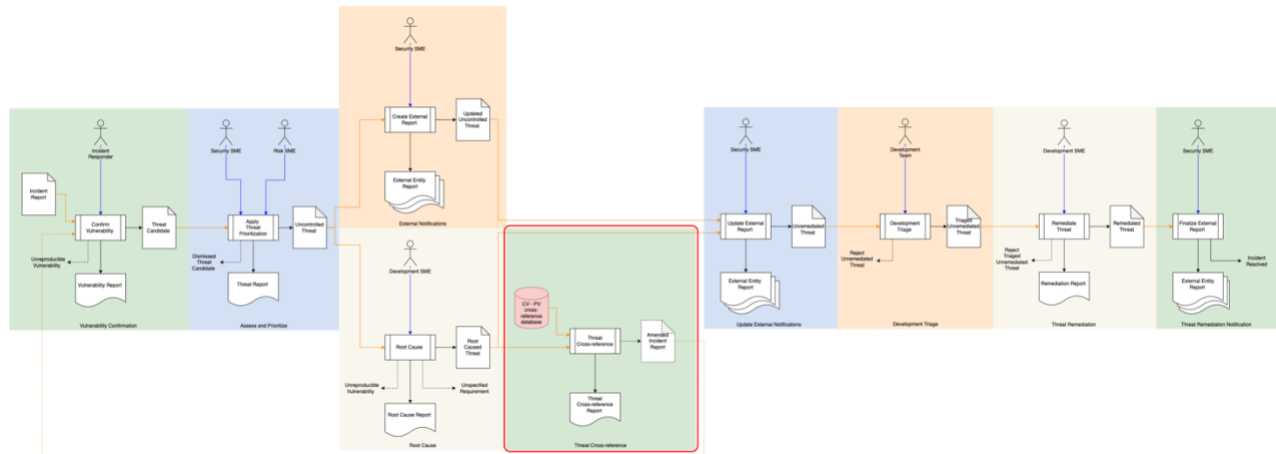 Security SME
Create External
Report
Updated
Uncontrolled
Threat
External Entity
Report
External Notifications
Incident
Responder
Incident
Report
Confirm
Vulnerability
Threat
Candidate
Unreproducible
Vulnerability
Vulnerability Report
Vulnerability Confirmation
Security SME
Risk SME
Apply
Threat
Prioritization
Uncontrolled
Threat
Dismissed
Threat
Candidate
Threat Report
Assess and Prioritize
Development SME
Root Cause
Root
Caused
Threat
Unreproducible
Vulnerability
Unspecified
Requirement
Root Cause Report
Root Cause
CV - PV
cross-
reference
database
Threat
Cross-reference
Amended
Incident
Report
Threat
Cross-reference
Report
Threat Cross-reference
Security SME
Update External
Report
Unremediated
Threat
External Entity
Report
Update External Notifications
Development
Team
Development
Triage
Triaged
Unremediated
Threat
Reject
Unremediated
Threat
Development Triage
Development SME
Remediate
Threat
Remediated
Threat
Reject
Triaged
Unremediated
Threat
Remediation Report
Threat Remediation
Security SME
Finalize External
Report
Incident
Resolved
External Entity
Report
Threat Remediation Notification